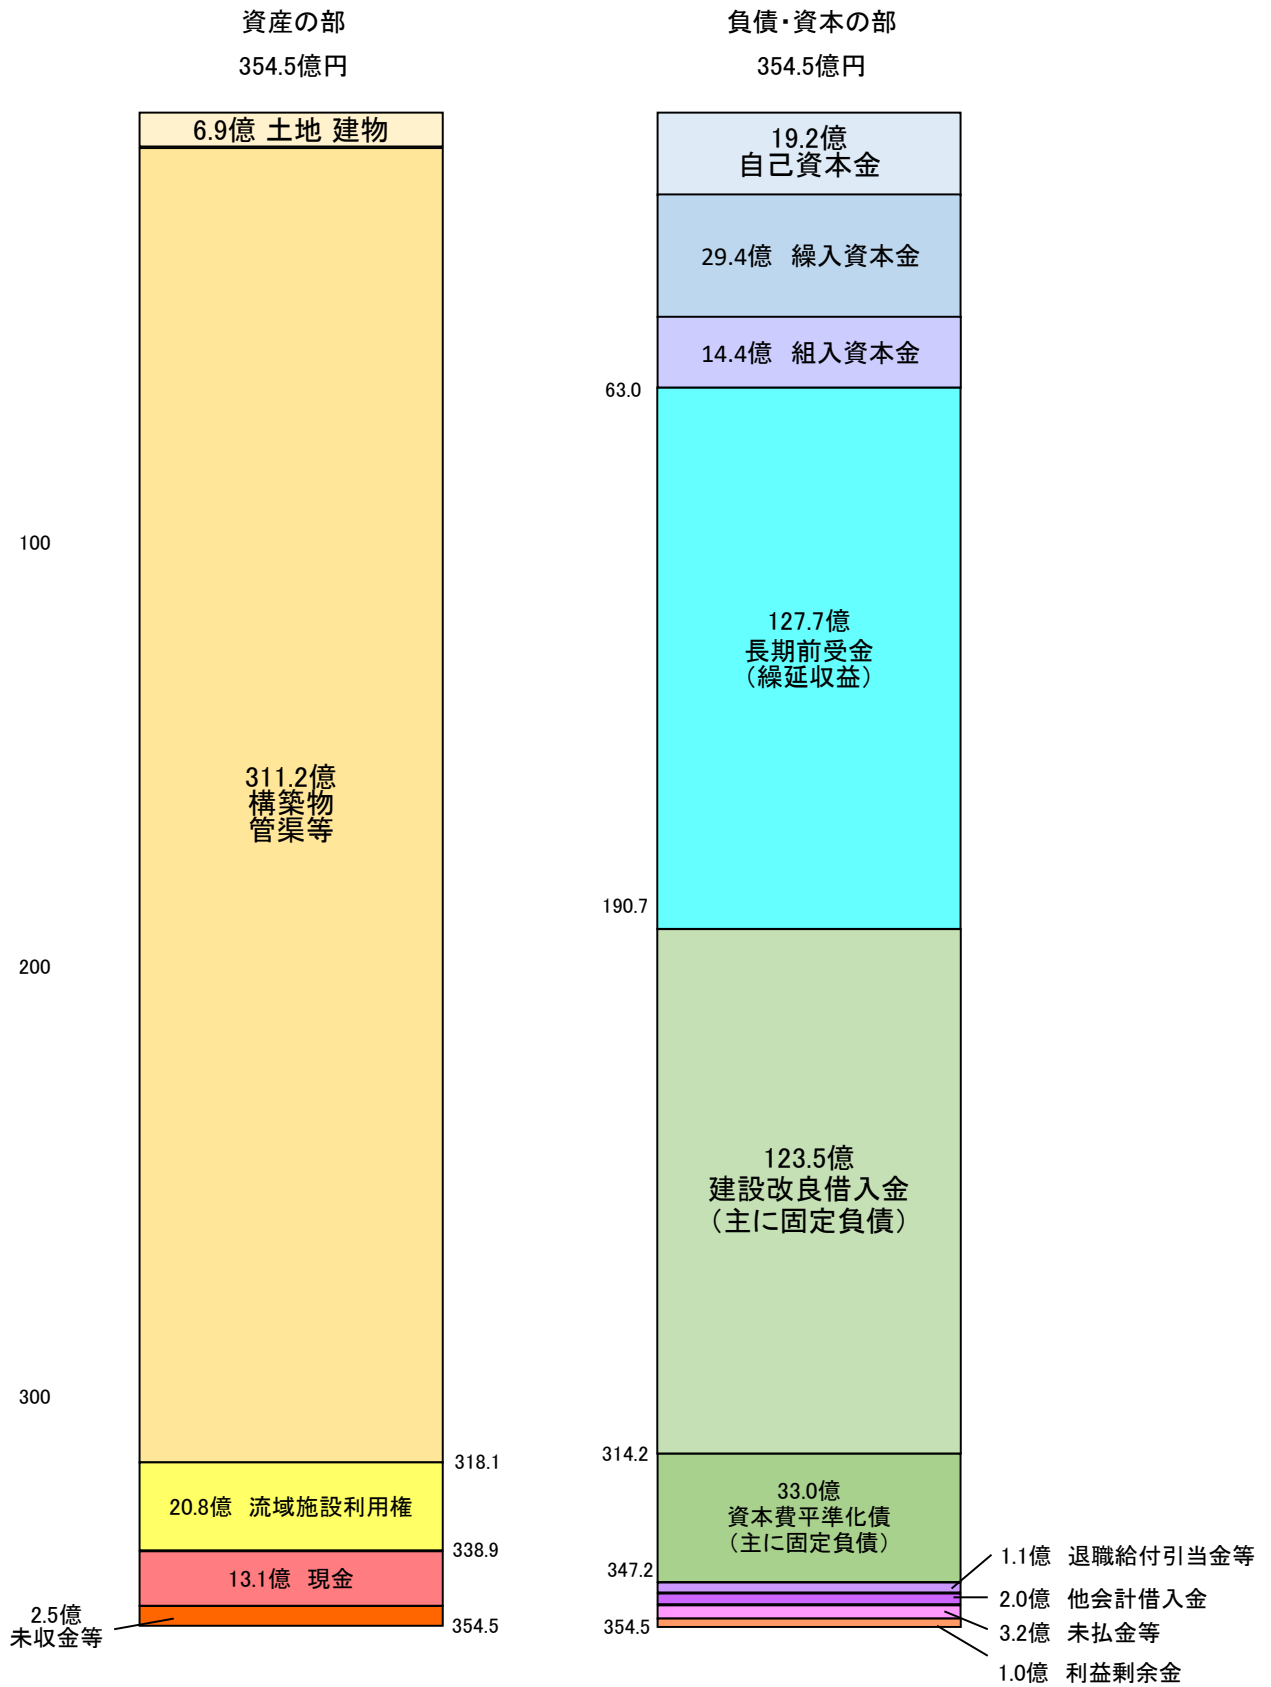 資産の部
354.5億円
負債・資本の部
354.5億円
6.9億 土地 建物
311.2億
構築物
管渠等
20.8億 流域施設利用権
13.1億 現金
2.5億
未収金等
100
200
300
318.1
338.9
354.5
19.2億
自己資本金
29.4億 繰入資本金
14.4億 組入資本金
63.0
127.7億
長期前受金
（繰延収益）
190.7
123.5億
建設改良借入金
（主に固定負債）
314.2
33.0億
資本費平準化債
（主に固定負債）
347.2
354.5
1.1億 退職給付引当金等
2.0億 他会計借入金
3.2億 未払金等
1.0億 利益剰余金